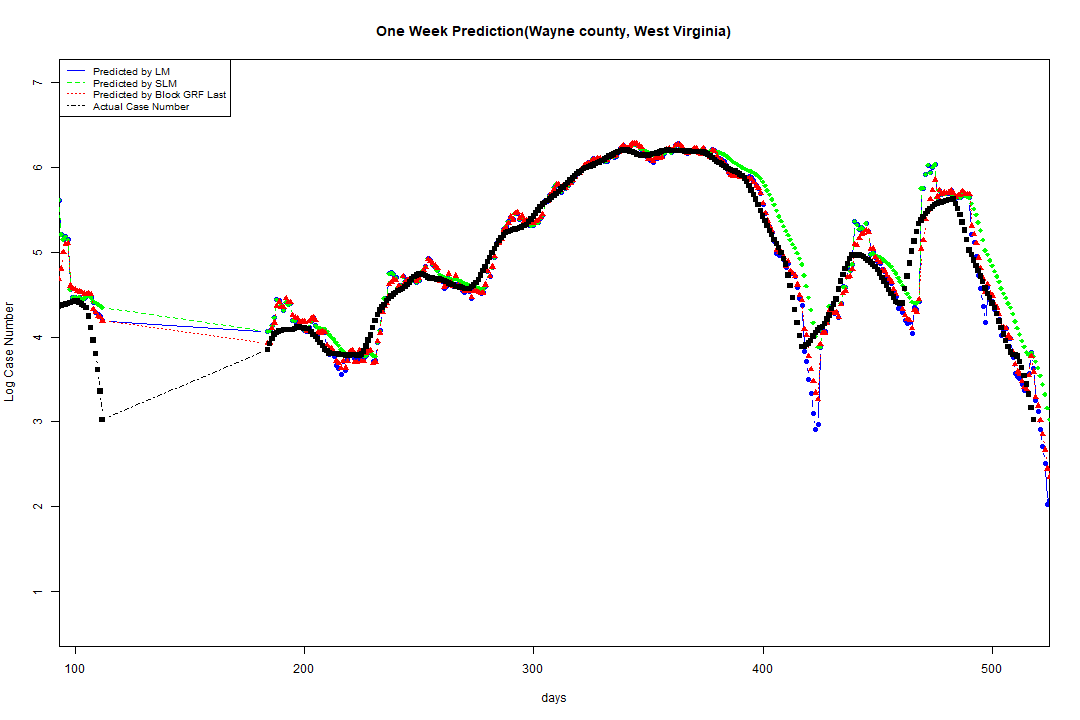 One Week Prediction(Wayne county, West Virginia)
Predicted by LM
Predicted by SLM
Predicted by Block GRF Last
Actual Case Number
7
6
5
4
3
2
1
Log Case Number
100 200 300 400 500
days